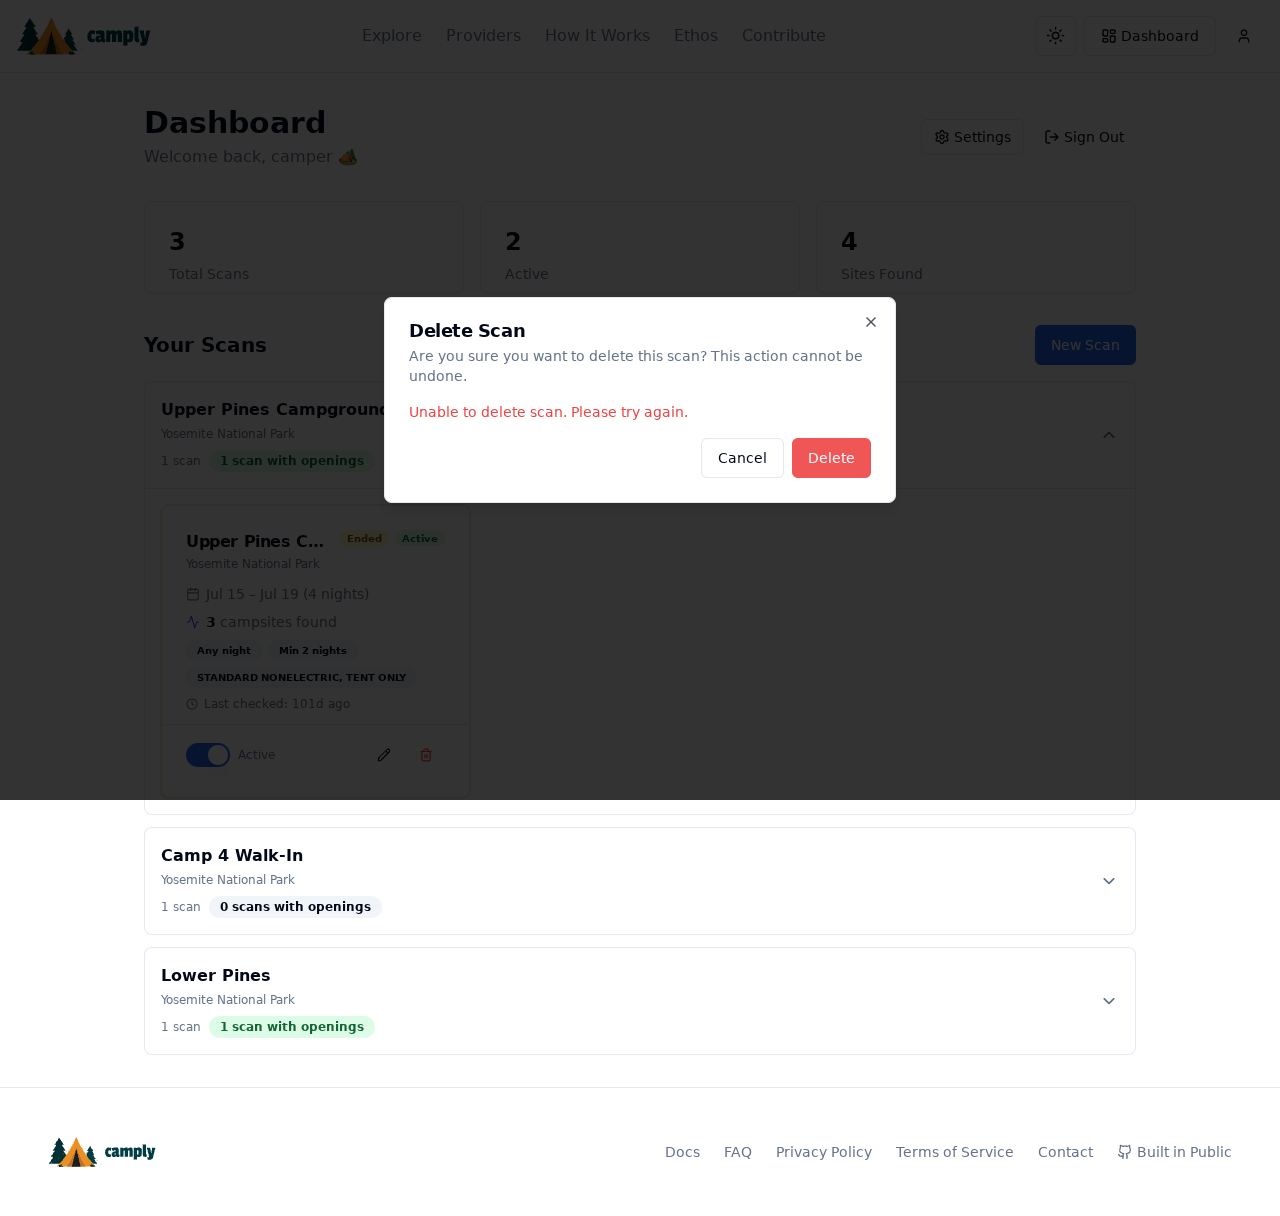 camply
Explore
Providers
How It Works
Ethos
Contribute
Dashboard
Dashboard
Welcome back, camper
Settings
Sign Out
3
Total Scans
2
Active
4
Sites Found
Your Scans
New Scan
Delete Scan
Are you sure you want to delete this scan? This action cannot be
undone.
Unable to delete scan. Please try again.
Cancel
Delete
Upper Pines Campground
Yosemite National Park
1 scan
1 scan with openings
Upper Pines C...
Ended
Active
Yosemite National Park
Jul 15 – Jul 19 (4 nights)
3 campsites found
Any night
Min 2 nights
STANDARD NONELECTRIC, TENT ONLY
Last checked: 101d ago
Active
Camp 4 Walk-In
Yosemite National Park
1 scan
0 scans with openings
Lower Pines
Yosemite National Park
1 scan
1 scan with openings
camply
Docs
FAQ
Privacy Policy
Terms of Service
Contact
Built in Public